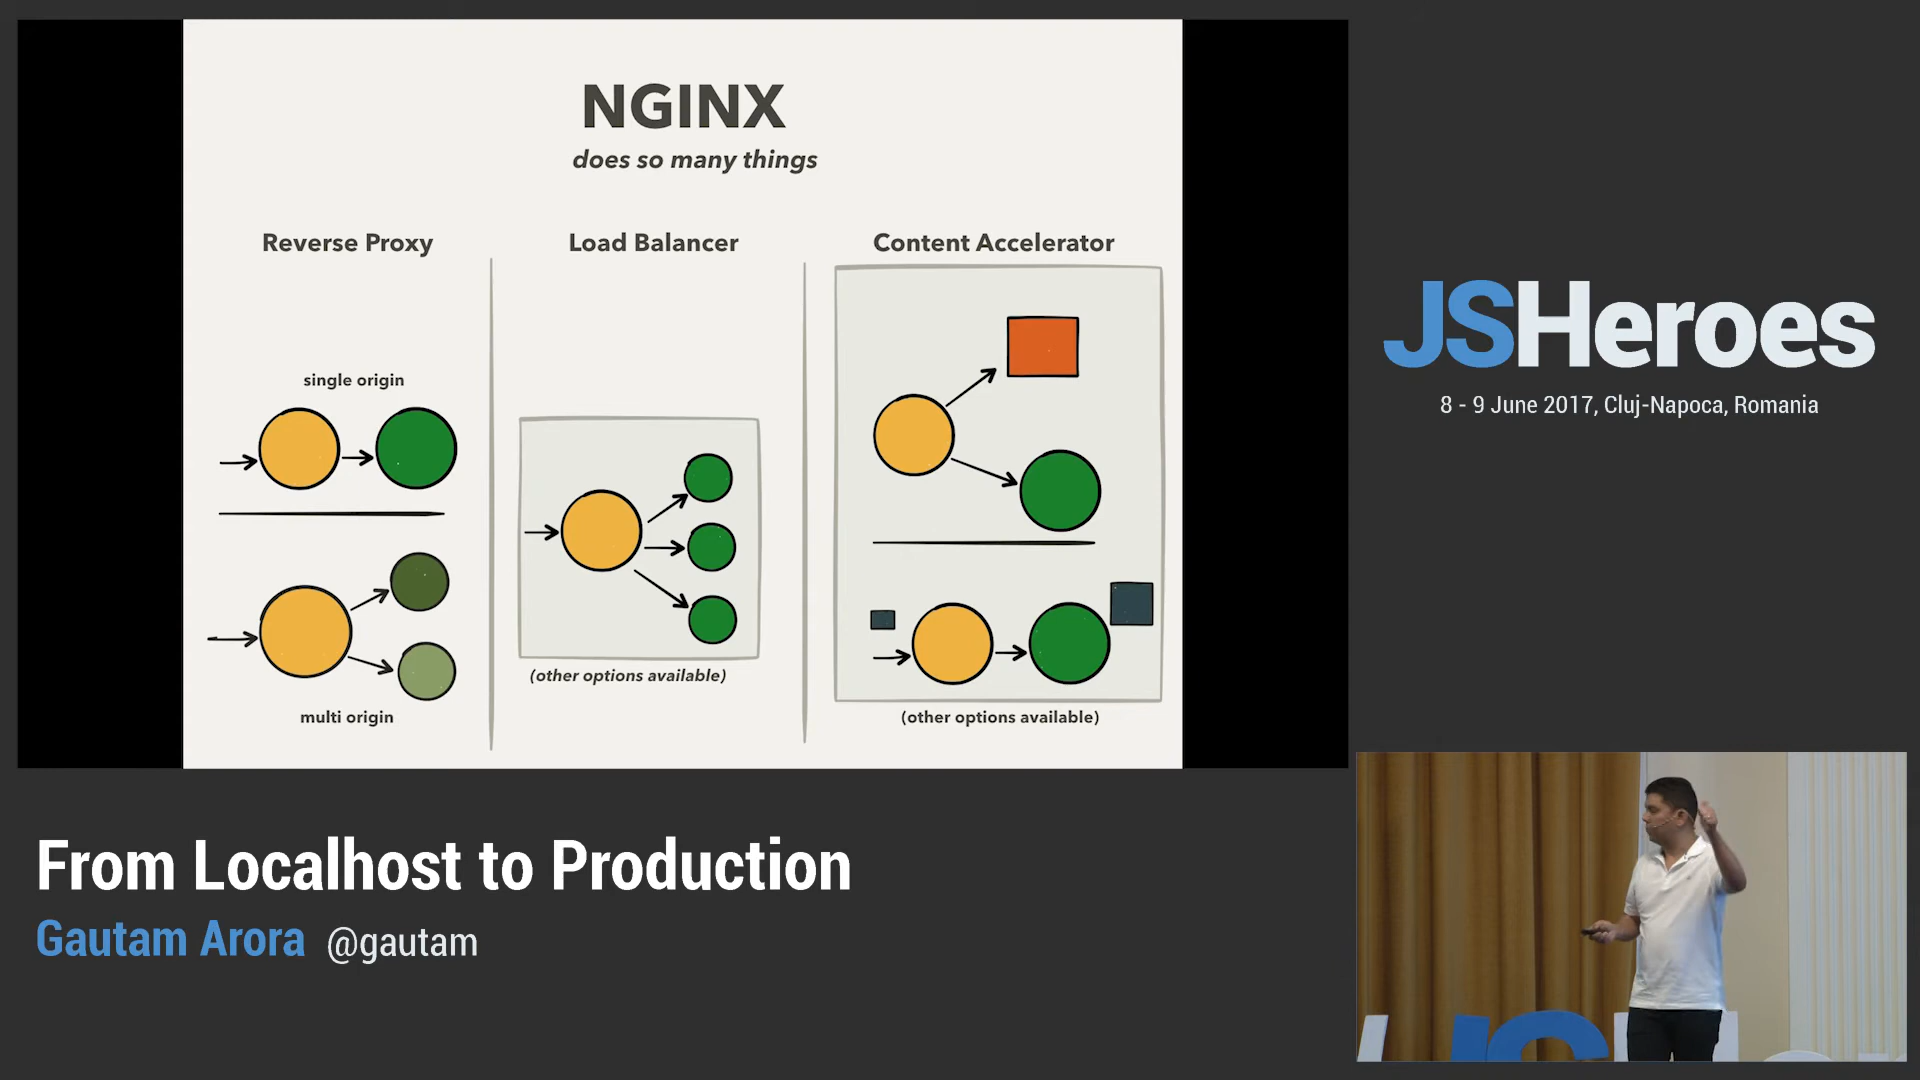 NGINX
does so many things
Reverse Proxy
Load Balancer
Content Accelerator
single origin
multi origin
(other options available)
(other options available)
JSHeroes
8 - 9 June 2017, Cluj-Napoca, Romania
From Localhost to Production
Gautam Arora @gautam